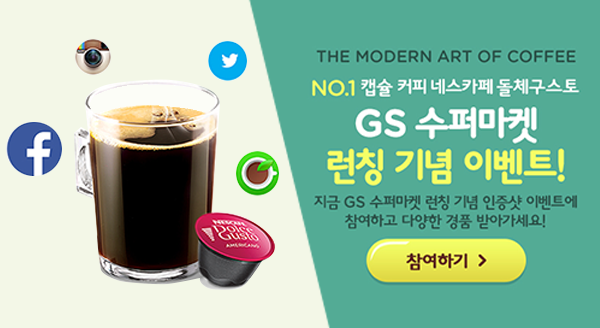 THE MODERN ART OF COFFEE
NO.1 캡슐 커피 네스카페 돌체구스토
GS 수퍼마켓
런칭 기념 이벤트!
지금 GS 수퍼마켓 런칭 기념 인증샷 이벤트에
참여하고 다양한 경품 받아가세요!
참여하기 >
NESCAFÉ
Dolce
Gusto
AMERICANO